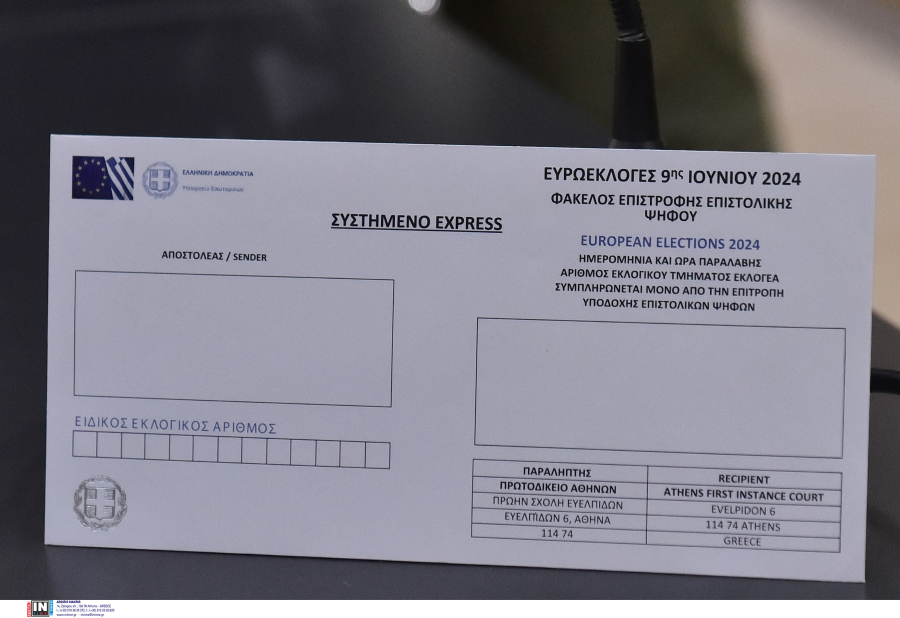 ΕΛΛΗΝΙΚΗ ΔΗΜΟΚΡΑΤΙΑ
Υπουργείο Εσωτερικών
ΣΥΣΤΗΜΕΝΟ EXPRESS
ΑΠΟΣΤΟΛΕΑΣ / SENDER
ΕΙΔΙΚΟΣ ΕΚΛΟΓΙΚΟΣ ΑΡΙΘΜΟΣ
ΕΥΡΩΕΚΛΟΓΕΣ 9ης ΙΟΥΝΙΟΥ 2024
ΦΑΚΕΛΟΣ ΕΠΙΣΤΡΟΦΗΣ ΕΠΙΣΤΟΛΙΚΗΣ
ΨΗΦΟΥ
EUROPEAN ELECTIONS 2024
ΗΜΕΡΟΜΗΝΙΑ ΚΑΙ ΩΡΑ ΠΑΡΑΛΑΒΗΣ
ΑΡΙΘΜΟΣ ΕΚΛΟΓΙΚΟΥ ΤΜΗΜΑΤΟΣ ΕΚΛΟΓΕΑ
ΣΥΜΠΛΗΡΩΝΕΤΑΙ ΜΟΝΟ ΑΠΟ ΤΗΝ ΕΠΙΤΡΟΠΗ
ΥΠΟΔΟΧΗΣ ΕΠΙΣΤΟΛΙΚΩΝ ΨΗΦΩΝ
ΠΑΡΑΛΗΠΤΗΣ
ΠΡΩΤΟΔΙΚΕΙΟ ΑΘΗΝΩΝ
ΠΡΩΗΝ ΣΧΟΛΗ ΕΥΕΛΠΙΔΩΝ
ΕΥΕΛΠΙΔΩΝ 6, ΑΘΗΝΑ
114 74
RECIPIENT
ATHENS FIRST INSTANCE COURT
EVELPIDON 6
114 74 ATHENS
GREECE
IN